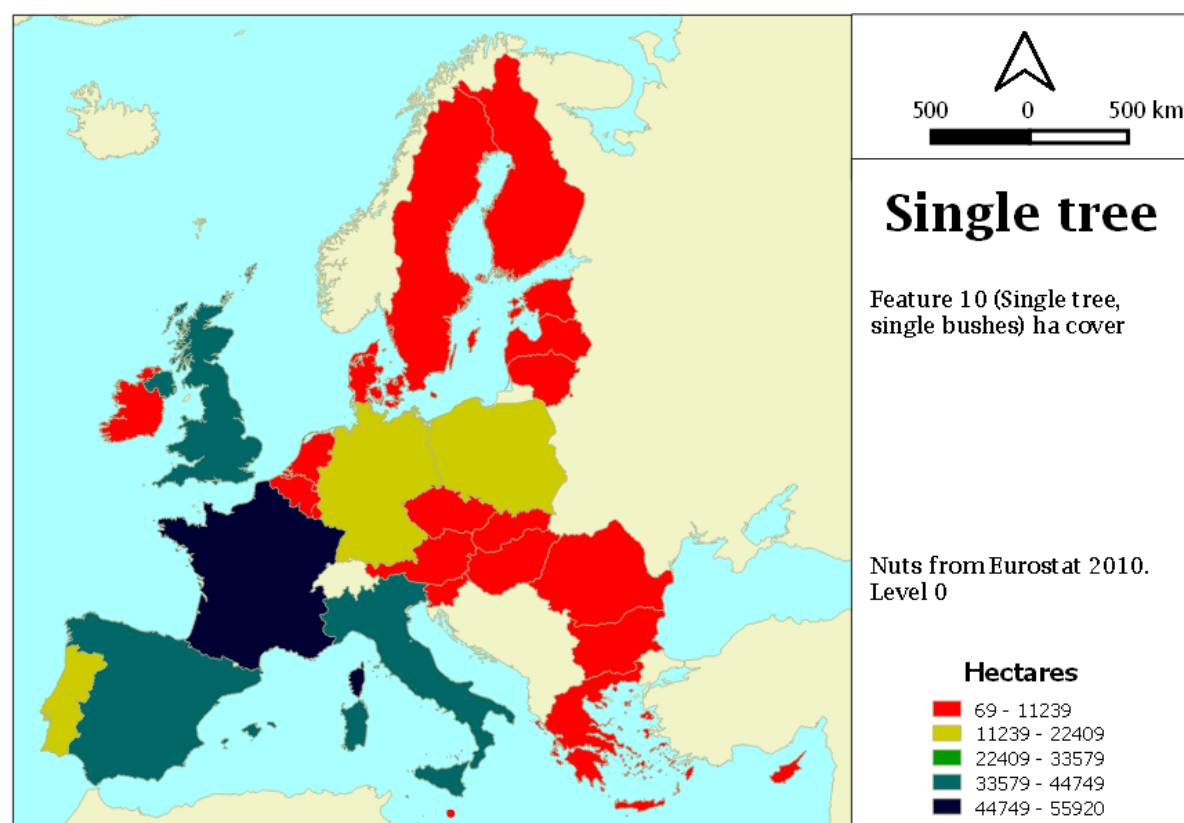 500 0 500 km
Single tree
Feature 10 (Single tree,
single bushes) ha cover
Nuts from Eurostat 2010.
Level 0
Hectares
69 - 11239
11239 - 22409
22409 - 33579
33579 - 44749
44749 - 55920